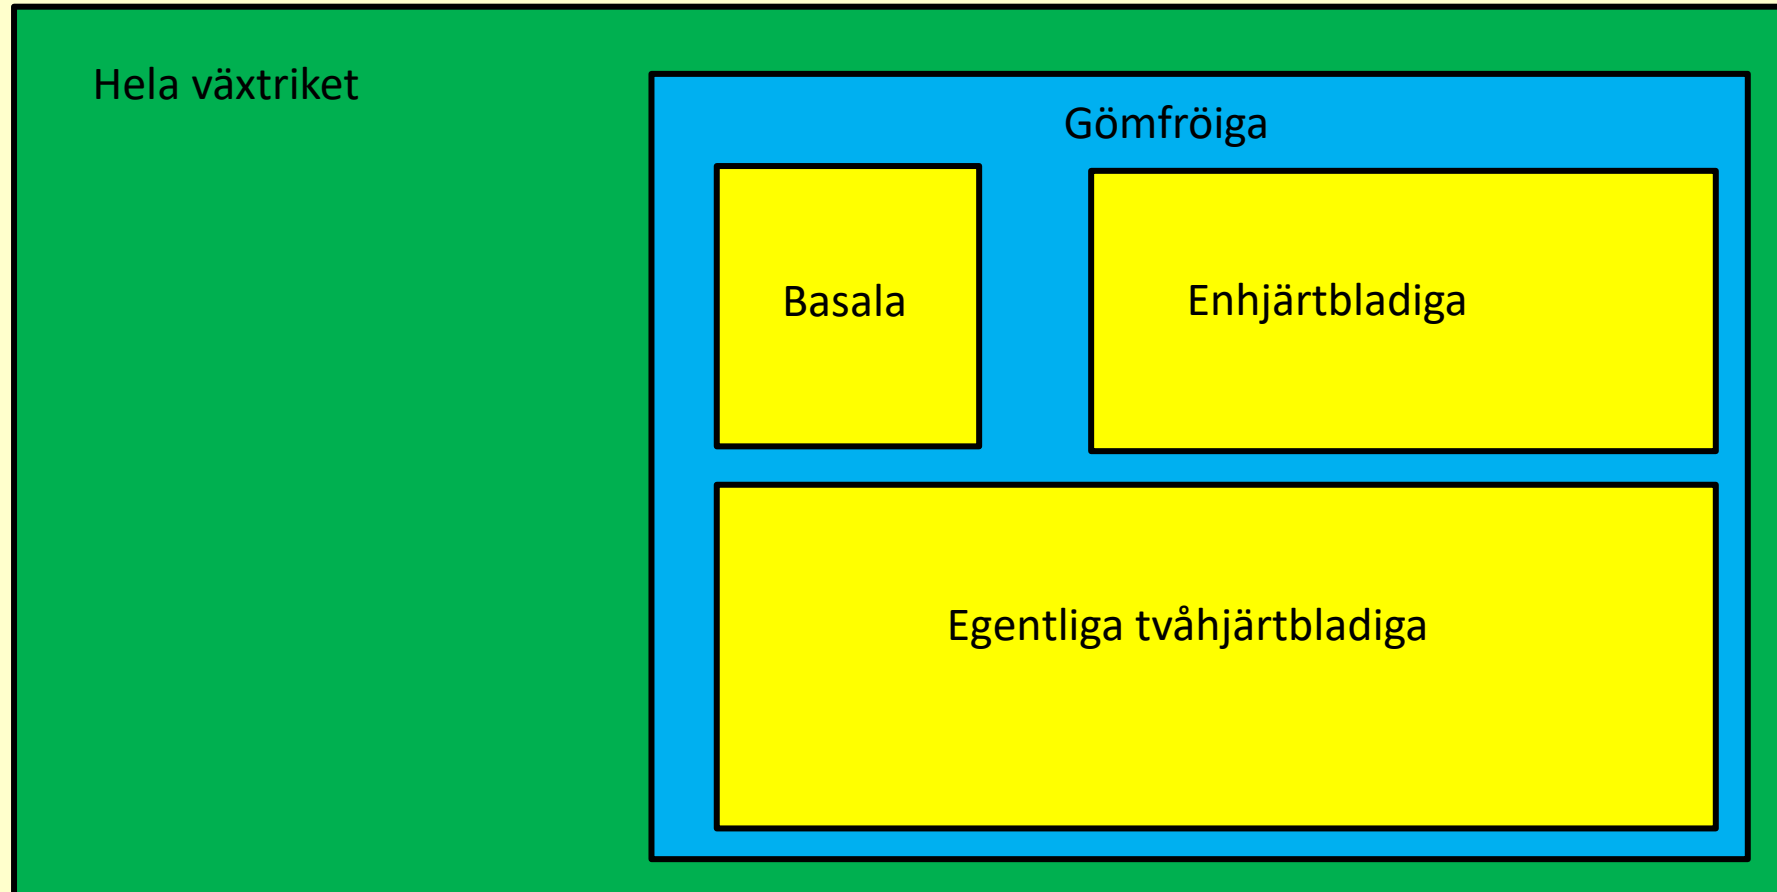 Hela växtriket
Gömfröiga
Basala
Enhjärtbladiga
Egentliga tvåhjärtbladiga